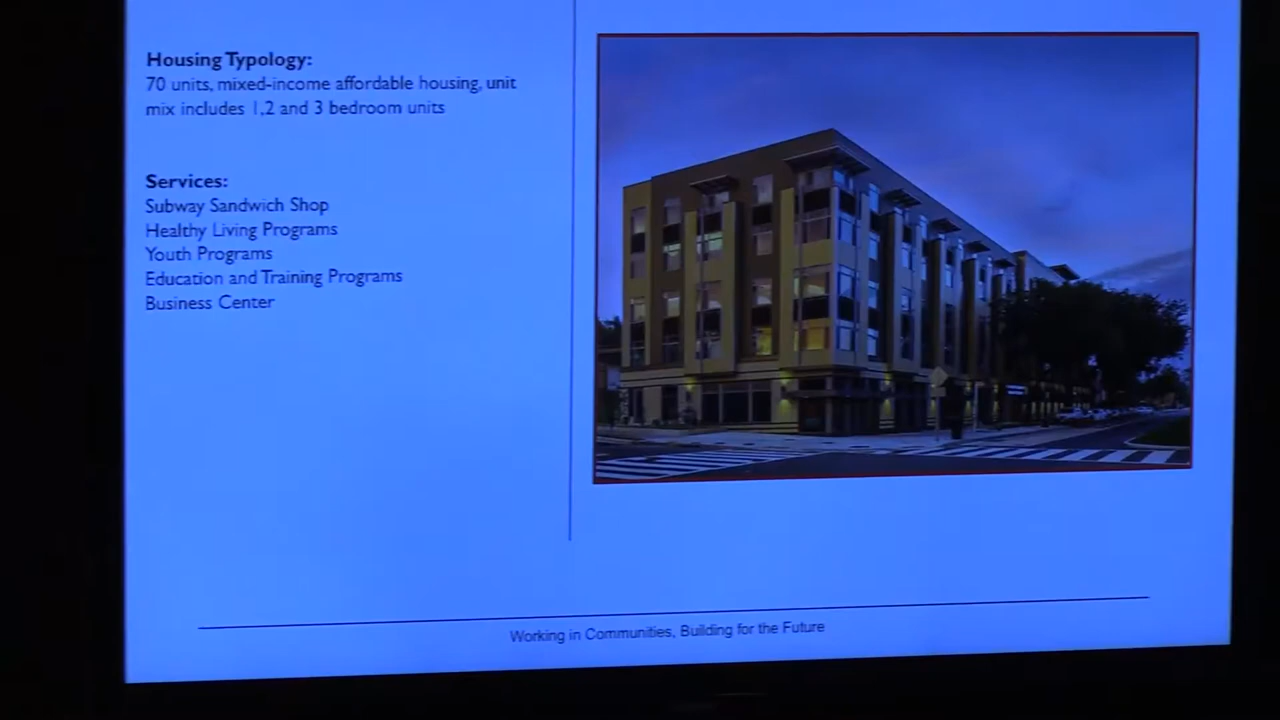 Housing Typology:
70 units, mixed-income affordable housing, unit
mix includes 1,2 and 3 bedroom units
Services:
Subway Sandwich Shop
Healthy Living Programs
Youth Programs
Education and Training Programs
Business Center
Working in Communities, Building for the Future